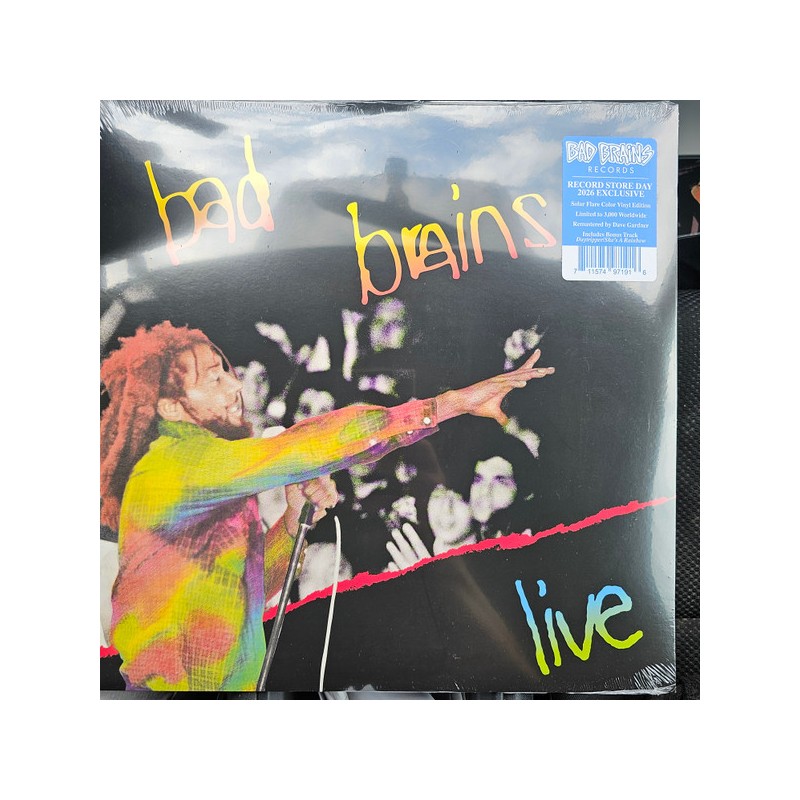 bad
brains
BAD BRAINS
RECORDS
RECORD STORE DAY
2026 EXCLUSIVE
Solar Flare Color Vinyl Edition
Limited to 3,000 Worldwide
Remastered by Dave Gardner
Includes Bonus Track
Daytripper/She's A Rainbow
7 11574 97191 6
live